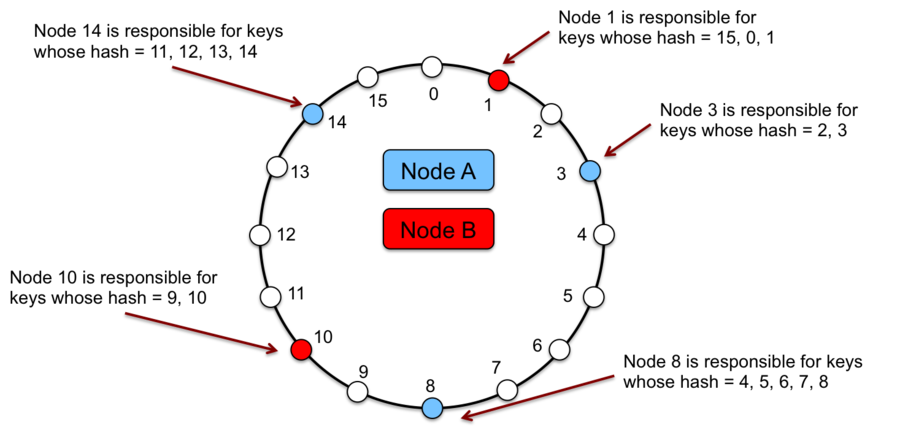 Node 14 is responsible for keys
whose hash = 11, 12, 13, 14
Node 1 is responsible for
keys whose hash = 15, 0, 1
Node 3 is responsible for
keys whose hash = 2, 3
Node 10 is responsible for
keys whose hash = 9, 10
Node 8 is responsible for keys
whose hash = 4, 5, 6, 7, 8
Node A
Node B
0
1
2
3
4
5
6
7
8
9
10
11
12
13
14
15